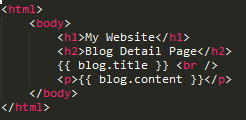 <html>
    <body>
        <h1>My Website</h1>
        <h2>Blog Detail Page</h2>
        {{ blog.title }} <br />
        <p>{{ blog.content }}</p>
    </body>
</html>